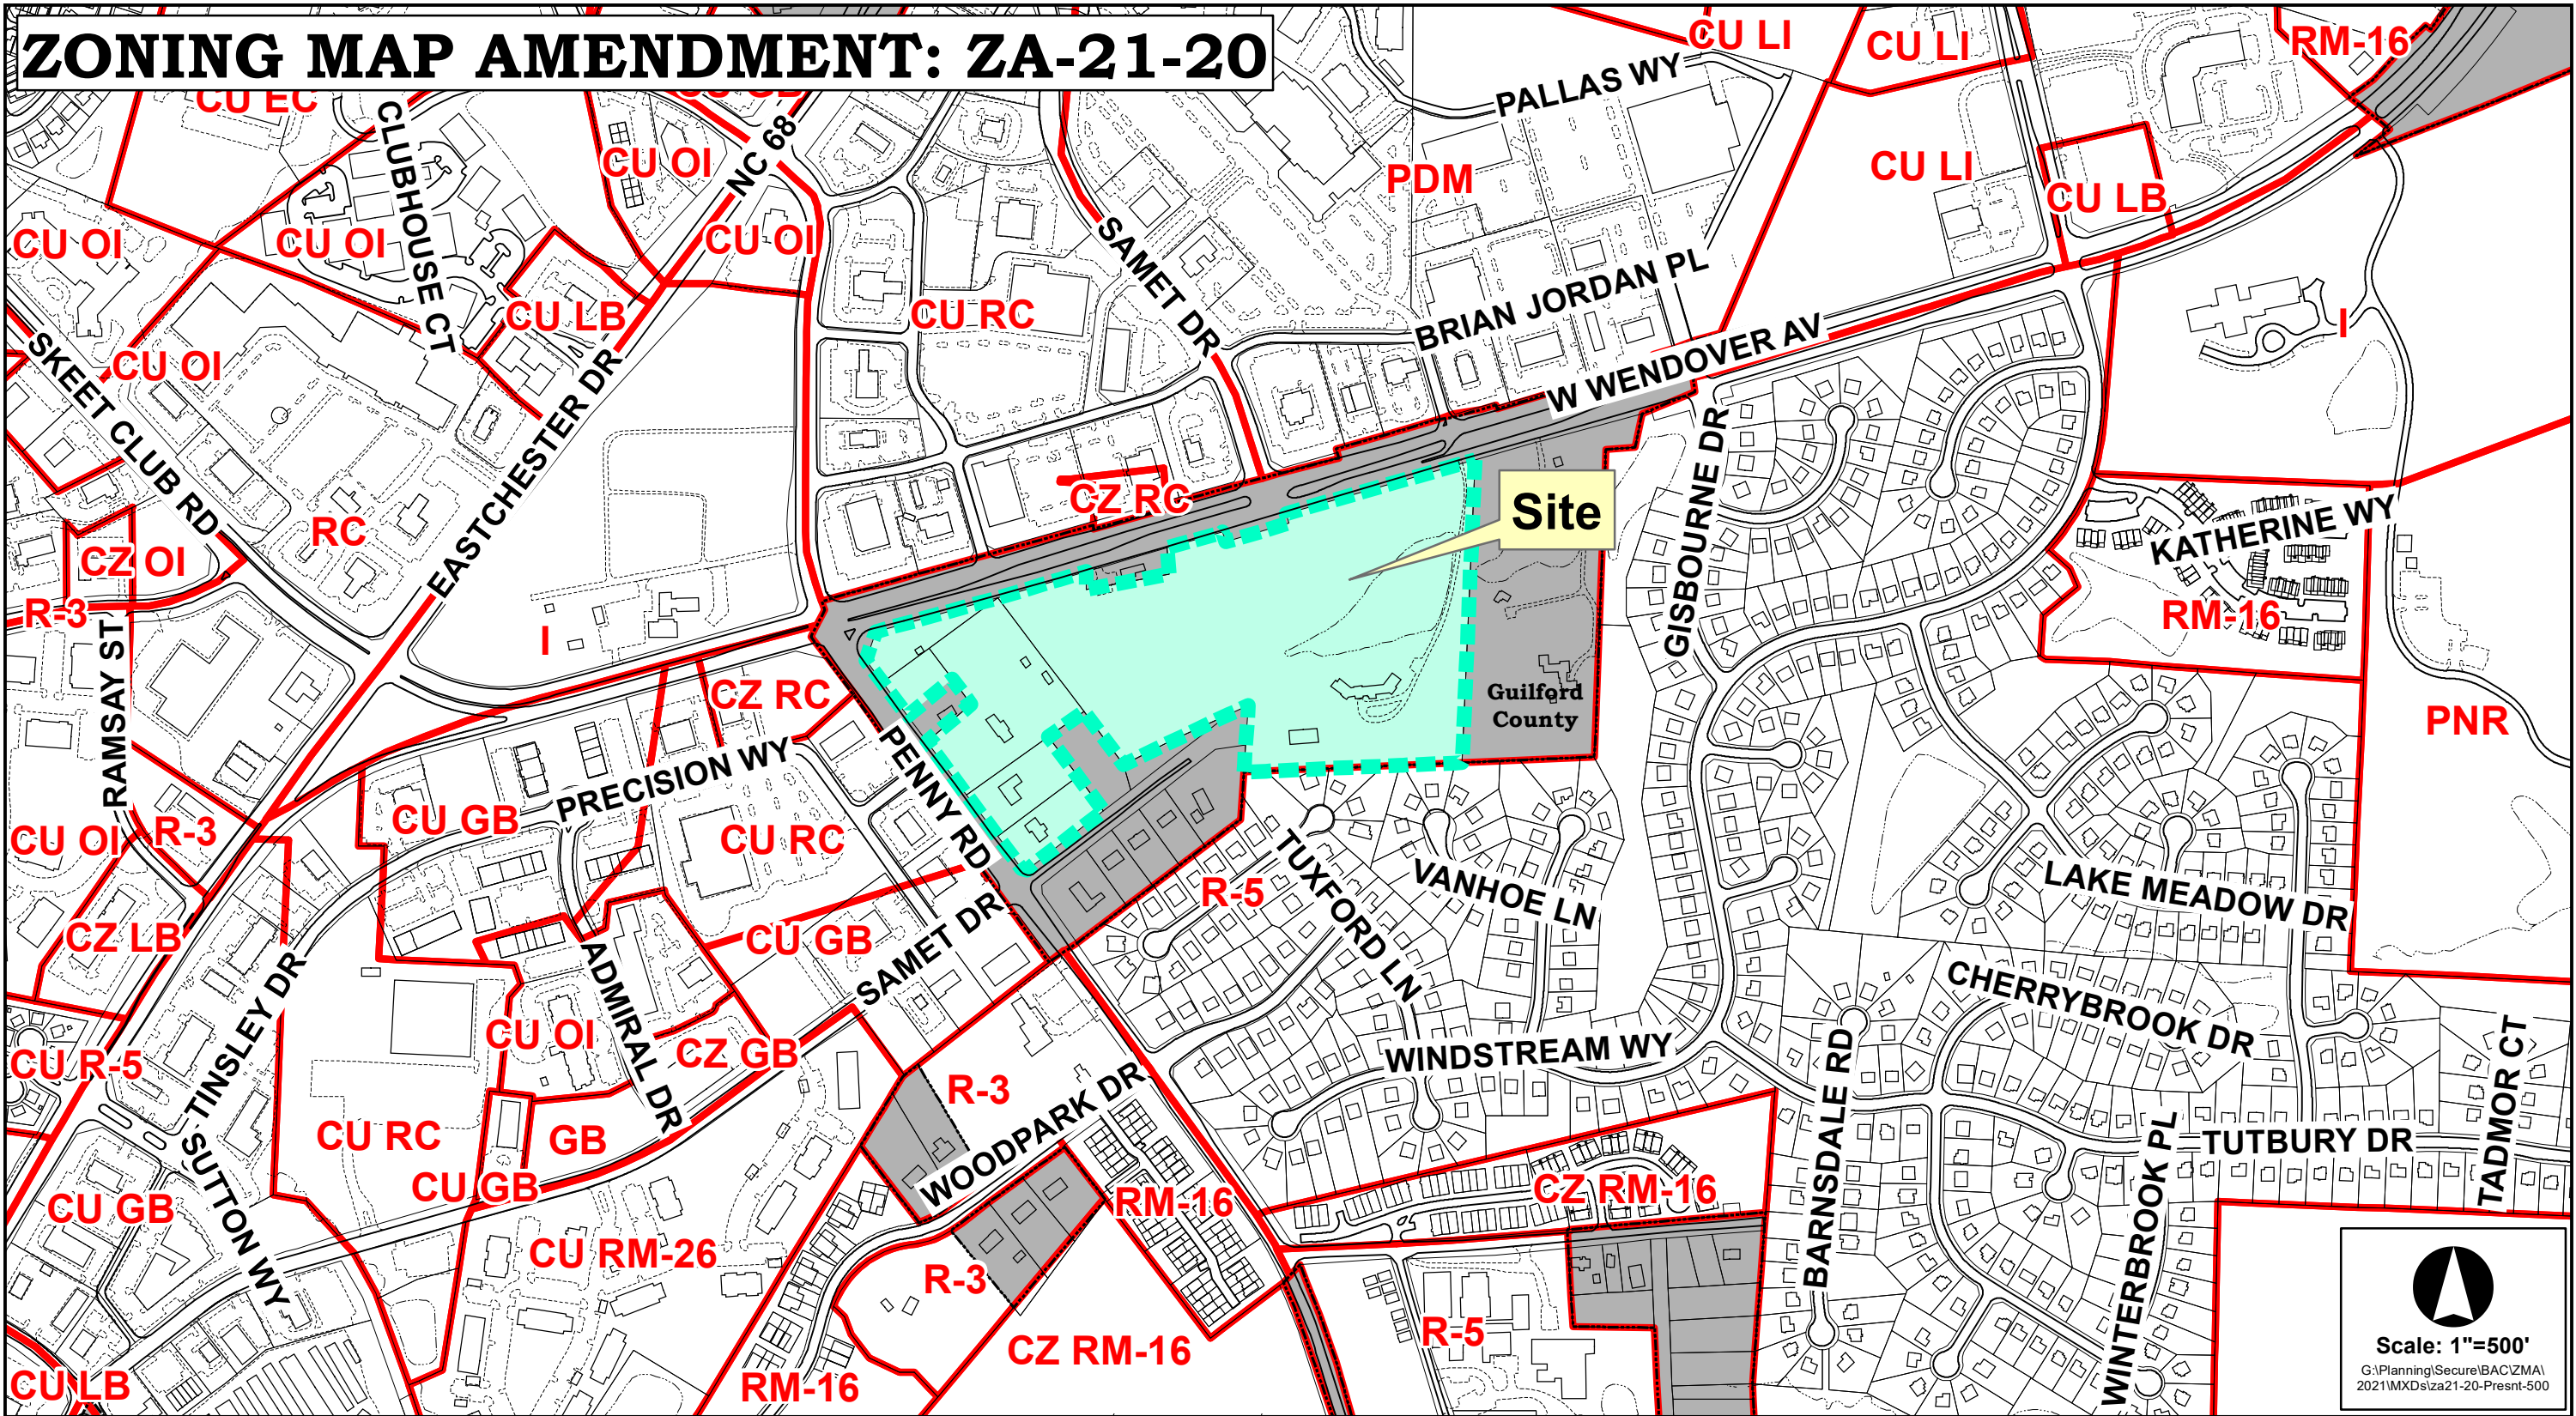 ZONING MAP AMENDMENT: ZA-21-20
CU LI
CU LI
RM-16
PALLAS WY
CU EC
CLUBHOUSE CT
NC 68
CU OI
PDM
CU LI
CU LB
CU OI
CU OI
CU OI
SAMET DR
CU LB
CU RC
BRIAN JORDAN PL
I
SKEET CLUB RD
CU OI
EASTCHESTER DR
W WENDOVER AV
GISBOURNE DR
CZ RC
Site
RC
CZ OI
KATHERINE WY
R-3
RM-16
I
RAMSAY ST
CZ RC
Guilford
County
PNR
PENNY RD
PRECISION WY
CU GB
CU OI
R-3
CU RC
TUXFORD LN
VANHOE LN
R-5
LAKE MEADOW DR
CZ LB
CU GB
SAMET DR
TINSLEY DR
ADMIRAL DR
CHERRYBROOK DR
CU OI
CZ GB
WINDSTREAM WY
BARNSDALE RD
TADMOR CT
CU R-5
R-3
WOODPARK DR
CU RC
GB
SUTTON WY
TUTBURY DR
CU GB
CU GB
RM-16
CZ RM-16
WINTERBROOK PL
CU RM-26
R-3
R-5
CZ RM-16
CU LB
RM-16
Scale: 1"=500'
G:\Planning\Secure\BAC\ZMA\
2021\MXDs\za21-20-Presnt-500